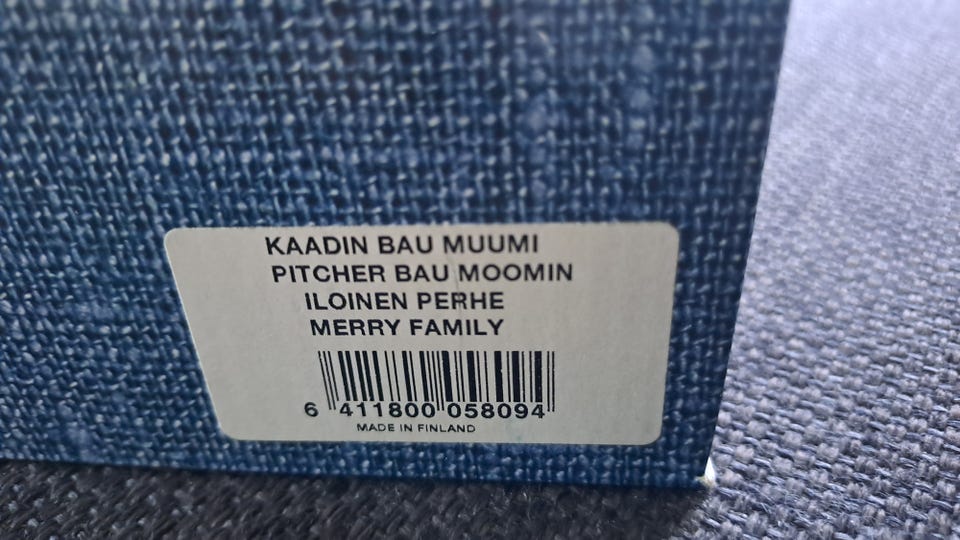 KAADIN BAU MUUMI
PITCHER BAU MOOMIN
ILOINEN PERHE
MERRY FAMILY
6 411800 058094
MADE IN FINLAND